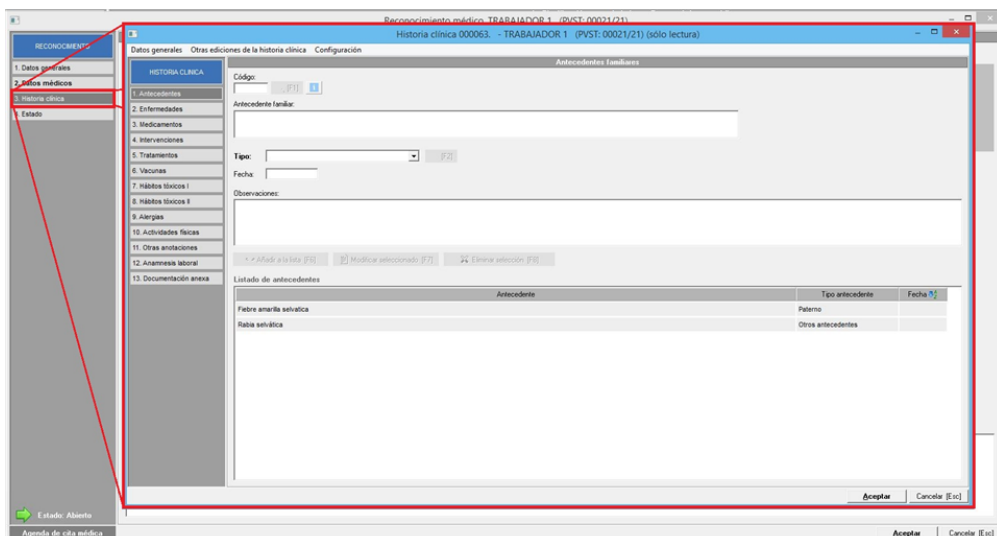 Reconocimiento médico. TRABAJADOR 1 (PVST: 00021/21)
RECONOCIMIENTO
1. Datos generales
2. Datos médicos
3. Historia clínica
4. Estado
Estado: Abierto
Agenda de cita médica
Historia clínica 000063. - TRABAJADOR 1 (PVST: 00021/21) (sólo lectura)
Datos generales Otras ediciones de la historia clínica Configuración
HISTORIA CLINICA
1. Antecedentes
2. Enfermedades
3. Medicamentos
4. Intervenciones
5. Tratamientos
6. Vacunas
7. Hábitos tóxicos I
8. Hábitos tóxicos II
9. Alergias
10. Actividades físicas
11. Otras anotaciones
12. Anamnesis laboral
13. Documentación anexa
Antecedentes familiares
Código:
[F1]
Antecedente familiar:
Tipo:
[F2]
Fecha:
Observaciones:
Añadir a la lista [F6] Modificar seleccionado [F7] Eliminar selección [F8]
Listado de antecedentes
Antecedente Tipo antecedente Fecha
Fiebre amarilla selvatica Paterno
Rabia selvática Otros antecedentes
Aceptar Cancelar [Esc]
Aceptar Cancelar [Esc]